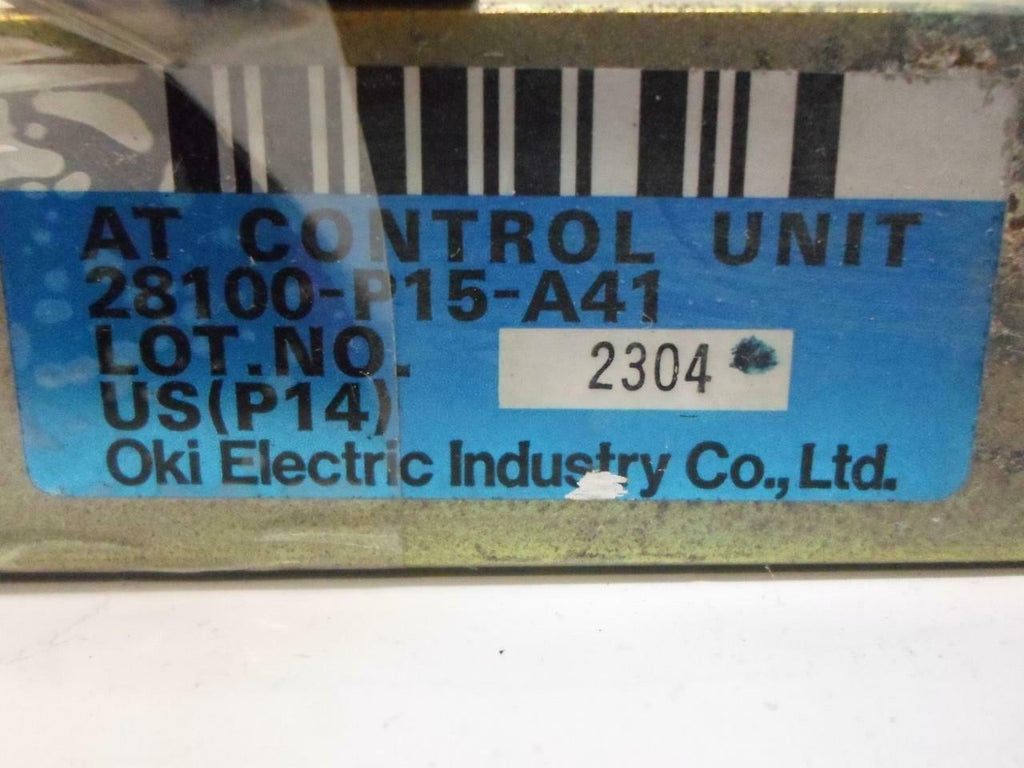 AT CONTROL UNIT
28100-P15-A41
LOT.NO. 2304
US(P14)
Oki Electric Industry Co., Ltd.